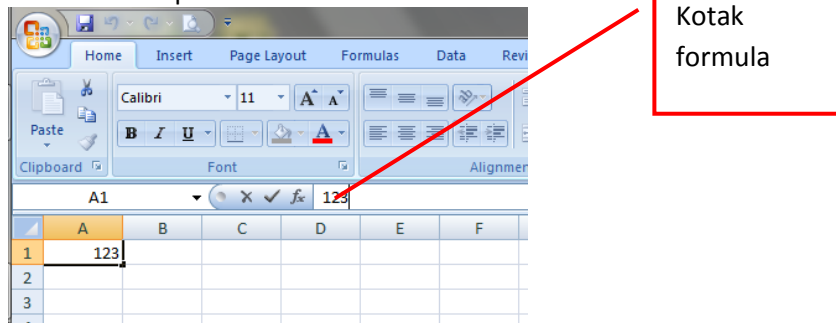 Kotak
formula
Home Insert Page Layout Formulas Data
Calibri 11 A A
Paste B I U A
Clipboard Font
A1 fx 123
A B C D E F
1 123
2
3